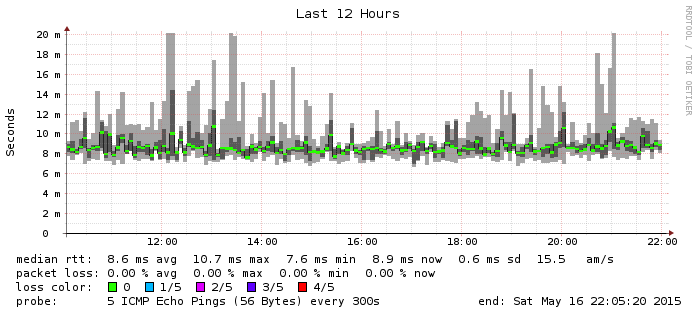 Last 12 Hours
RRDTOOL / TOBI OETIKER
Seconds
20 m
18 m
16 m
14 m
12 m
10 m
8 m
6 m
4 m
2 m
0
12:00 14:00 16:00 18:00 20:00 22:00
median rtt: 8.6 ms avg 10.7 ms max 7.6 ms min 8.9 ms now 0.6 ms sd 15.5 am/s
packet loss: 0.00 % avg 0.00 % max 0.00 % min 0.00 % now
loss color: 0 1/5 2/5 3/5 4/5
probe: 5 ICMP Echo Pings (56 Bytes) every 300s end: Sat May 16 22:05:20 2015